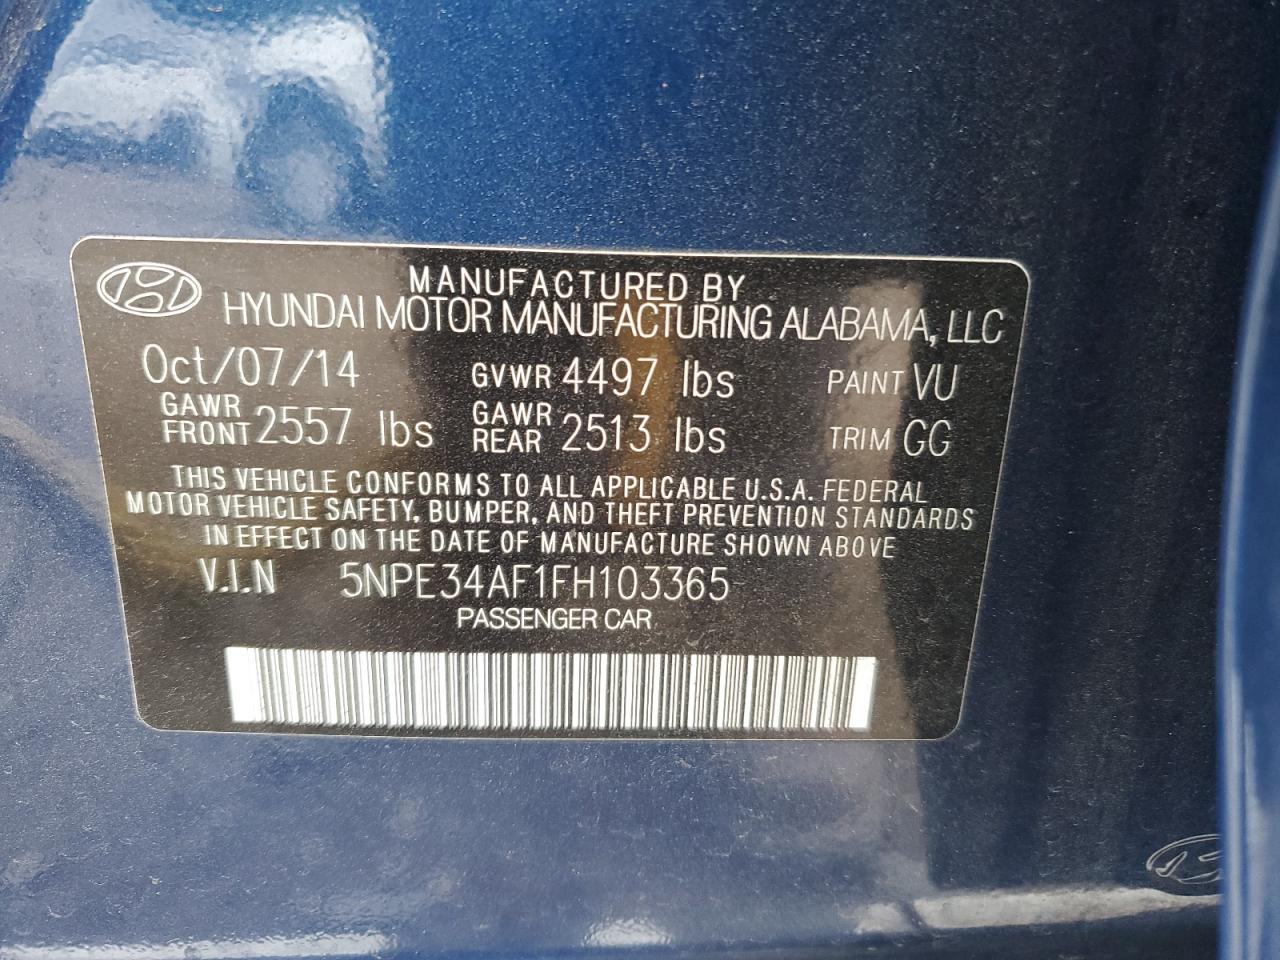 MANUFACTURED BY
HYUNDAI MOTOR MANUFACTURING ALABAMA, LLC
Oct/07/14 GVWR 4497 lbs PAINT VU
GAWR FRONT 2557 lbs GAWR REAR 2513 lbs TRIM GG
THIS VEHICLE CONFORMS TO ALL APPLICABLE U.S.A. FEDERAL
MOTOR VEHICLE SAFETY, BUMPER, AND THEFT PREVENTION STANDARDS
IN EFFECT ON THE DATE OF MANUFACTURE SHOWN ABOVE
V.I.N 5NPE34AF1FH103365
PASSENGER CAR